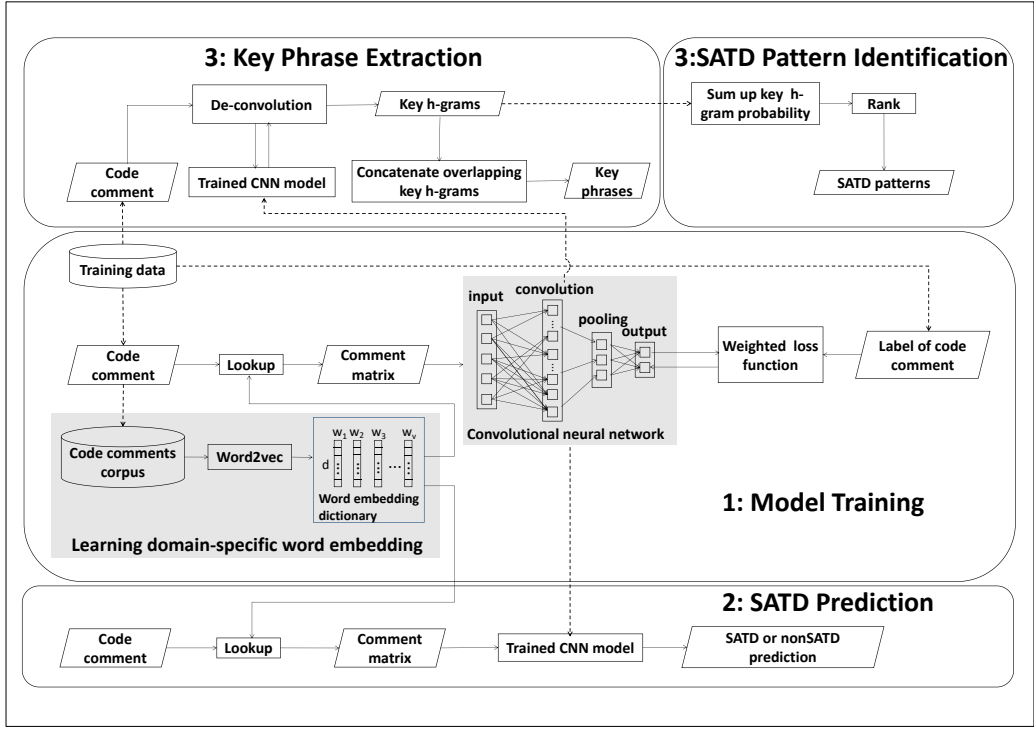 3: Key Phrase Extraction
De-convolution
Key h-grams
Code
comment
Trained CNN model
Concatenate overlapping
key h-grams
Key
phrases
3:SATD Pattern Identification
Sum up key h-
gram probability
Rank
SATD patterns
Training data
Code
comment
Lookup
Comment
matrix
input
convolution
pooling
output
Convolutional neural network
Weighted loss
function
Label of code
comment
Code comments
corpus
Word2vec
w1 w2 w3 wv
d
Word embedding
dictionary
Learning domain-specific word embedding
1: Model Training
2: SATD Prediction
Code
comment
Lookup
Comment
matrix
Trained CNN model
SATD or nonSATD
prediction